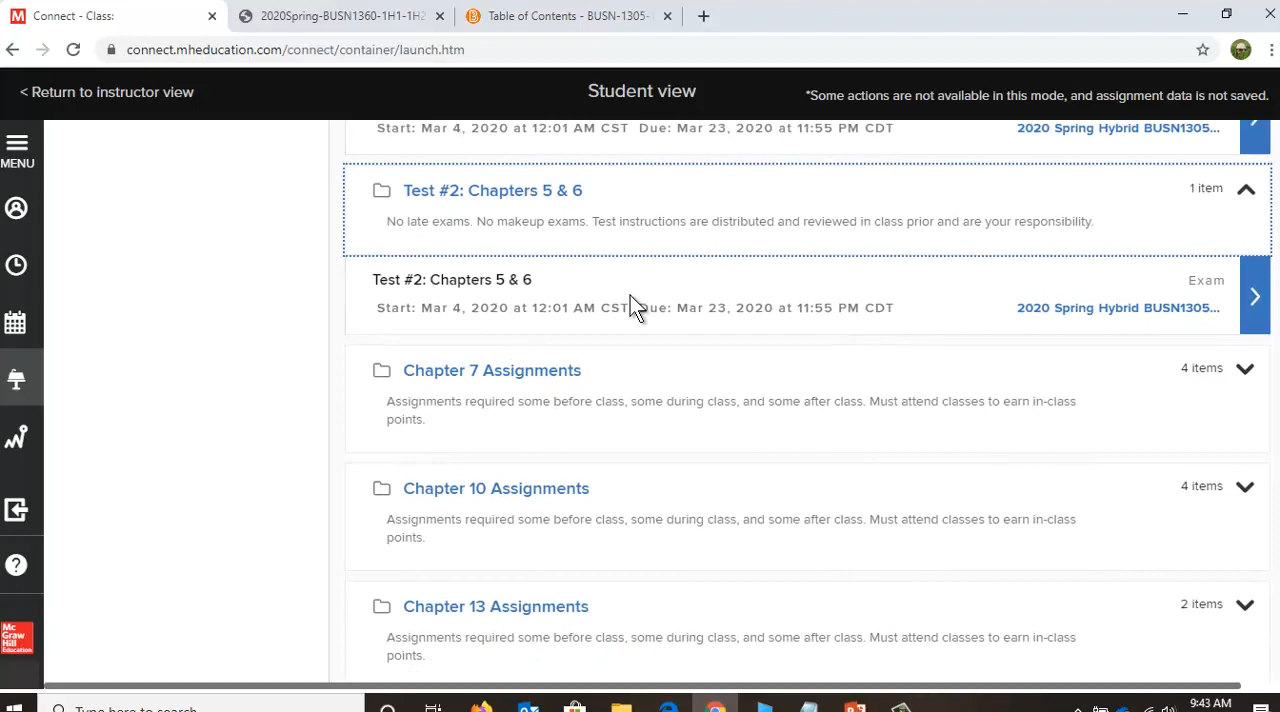 Connect - Class:
2020Spring-BUSN1360-1H1-1H2
Table of Contents - BUSN-1305-
connect.mheducation.com/connect/container/launch.htm
< Return to instructor view
Student view
*Some actions are not available in this mode, and assignment data is not saved.
MENU
Start: Mar 4, 2020 at 12:01 AM CST Due: Mar 23, 2020 at 11:55 PM CDT
2020 Spring Hybrid BUSN1305...
Test #2: Chapters 5 & 6
1 item
No late exams. No makeup exams. Test instructions are distributed and reviewed in class prior and are your responsibility.
Test #2: Chapters 5 & 6
Exam
Start: Mar 4, 2020 at 12:01 AM CST Due: Mar 23, 2020 at 11:55 PM CDT
2020 Spring Hybrid BUSN1305...
Chapter 7 Assignments
4 items
Assignments required some before class, some during class, and some after class. Must attend classes to earn in-class
points.
Chapter 10 Assignments
4 items
Assignments required some before class, some during class, and some after class. Must attend classes to earn in-class
points.
Chapter 13 Assignments
2 items
Assignments required some before class, some during class, and some after class. Must attend classes to earn in-class
points.
Mc
Graw
Hill
Education
Type here to search
9:43 AM